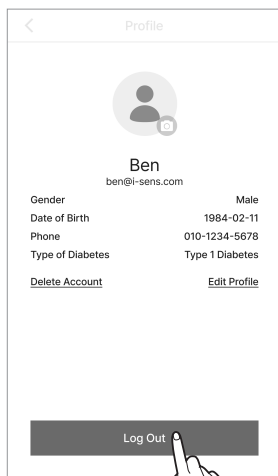 Profile
Ben
ben@i-sens.com
Gender Male
Date of Birth 1984-02-11
Phone 010-1234-5678
Type of Diabetes Type 1 Diabetes
Delete Account Edit Profile
Log Out